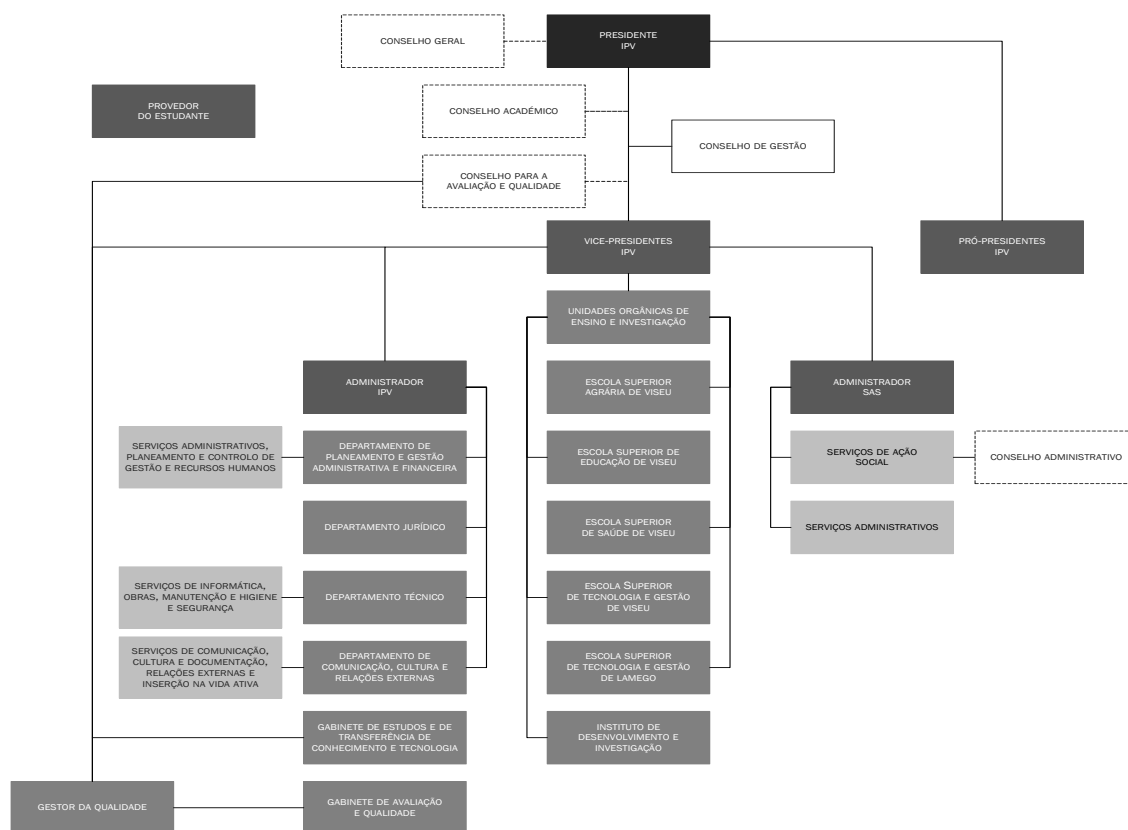 CONSELHO GERAL
PRESIDENTE
IPV
PROVEDOR
DO ESTUDANTE
CONSELHO ACADÉMICO
CONSELHO DE GESTÃO
CONSELHO PARA A
AVALIAÇÃO E QUALIDADE
VICE-PRESIDENTES
IPV
PRÓ-PRESIDENTES
IPV
UNIDADES ORGÂNICAS DE
ENSINO E INVESTIGAÇÃO
ADMINISTRADOR
IPV
ESCOLA SUPERIOR
AGRÁRIA DE VISEU
ADMINISTRADOR
SAS
SERVIÇOS ADMINISTRATIVOS,
PLANEAMENTO E CONTROLO DE
GESTÃO E RECURSOS HUMANOS
DEPARTAMENTO DE
PLANEAMENTO E GESTÃO
ADMINISTRATIVA E FINANCEIRA
ESCOLA SUPERIOR DE
EDUCAÇÃO DE VISEU
SERVIÇOS DE AÇÃO
SOCIAL
CONSELHO ADMINISTRATIVO
DEPARTAMENTO JURÍDICO
ESCOLA SUPERIOR
DE SAÚDE DE VISEU
SERVIÇOS ADMINISTRATIVOS
SERVIÇOS DE INFORMÁTICA,
OBRAS, MANUTENÇÃO E HIGIENE
E SEGURANÇA
DEPARTAMENTO TÉCNICO
ESCOLA SUPERIOR
DE TECNOLOGIA E GESTÃO
DE VISEU
SERVIÇOS DE COMUNICAÇÃO,
CULTURA E DOCUMENTAÇÃO,
RELAÇÕES EXTERNAS E
INSERÇÃO NA VIDA ATIVA
DEPARTAMENTO DE
COMUNICAÇÃO, CULTURA E
RELAÇÕES EXTERNAS
ESCOLA SUPERIOR
DE TECNOLOGIA E GESTÃO
DE LAMEGO
GABINETE DE ESTUDOS E DE
TRANSFERÊNCIA DE
CONHECIMENTO E TECNOLOGIA
INSTITUTO DE
DESENVOLVIMENTO E
INVESTIGAÇÃO
GESTOR DA QUALIDADE
GABINETE DE AVALIAÇÃO
E QUALIDADE